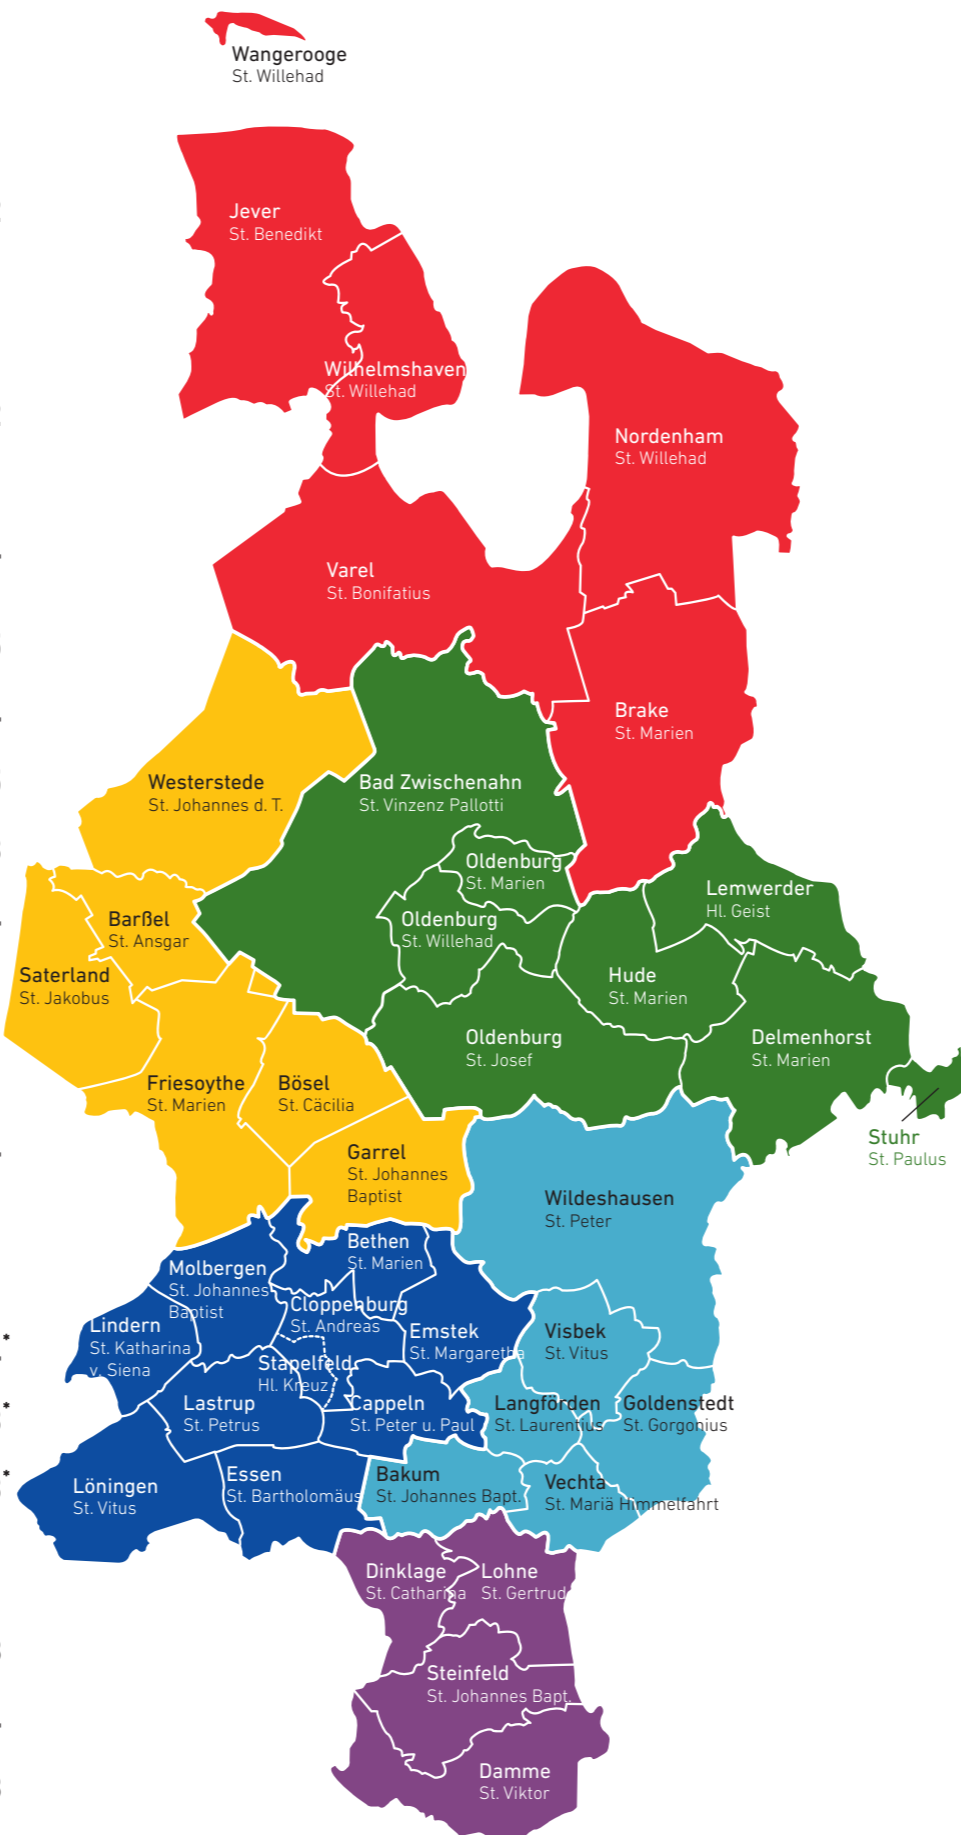 Wangerooge
St. Willehad
Jever
St. Benedikt
Wilhelmshaven
St. Willehad
Nordenham
St. Willehad
Varel
St. Bonifatius
Brake
St. Marien
Westerstede
St. Johannes d. T.
Bad Zwischenahn
St. Vinzenz Pallotti
Oldenburg
St. Marien
Lemwerder
Hl. Geist
Barßel
St. Ansgar
Oldenburg
St. Willehad
Saterland
St. Jakobus
Hude
St. Marien
Oldenburg
St. Josef
Delmenhorst
St. Marien
Friesoythe
St. Marien
Bösel
St. Cäcilia
Stuhr
St. Paulus
Garrel
St. Johannes
Baptist
Wildeshausen
St. Peter
Bethen
St. Marien
Molbergen
St. Johannes
Baptist
Cloppenburg
St. Andreas
Lindern
St. Katharina
v. Siena
Emstek
St. Margaretha
Visbek
St. Vitus
Stapelfeld
Hl. Kreuz
Lastrup
St. Petrus
Cappeln
St. Peter u. Paul
Langförden
St. Laurentius
Goldenstedt
St. Gorgonius
Löningen
St. Vitus
Essen
St. Bartholomäus
Bakum
St. Johannes Bapt.
Vechta
St. Mariä Himmelfahrt
Dinklage
St. Catharina
Lohne
St. Gertrud
Steinfeld
St. Johannes Bapt.
Damme
St. Viktor
*
*
*